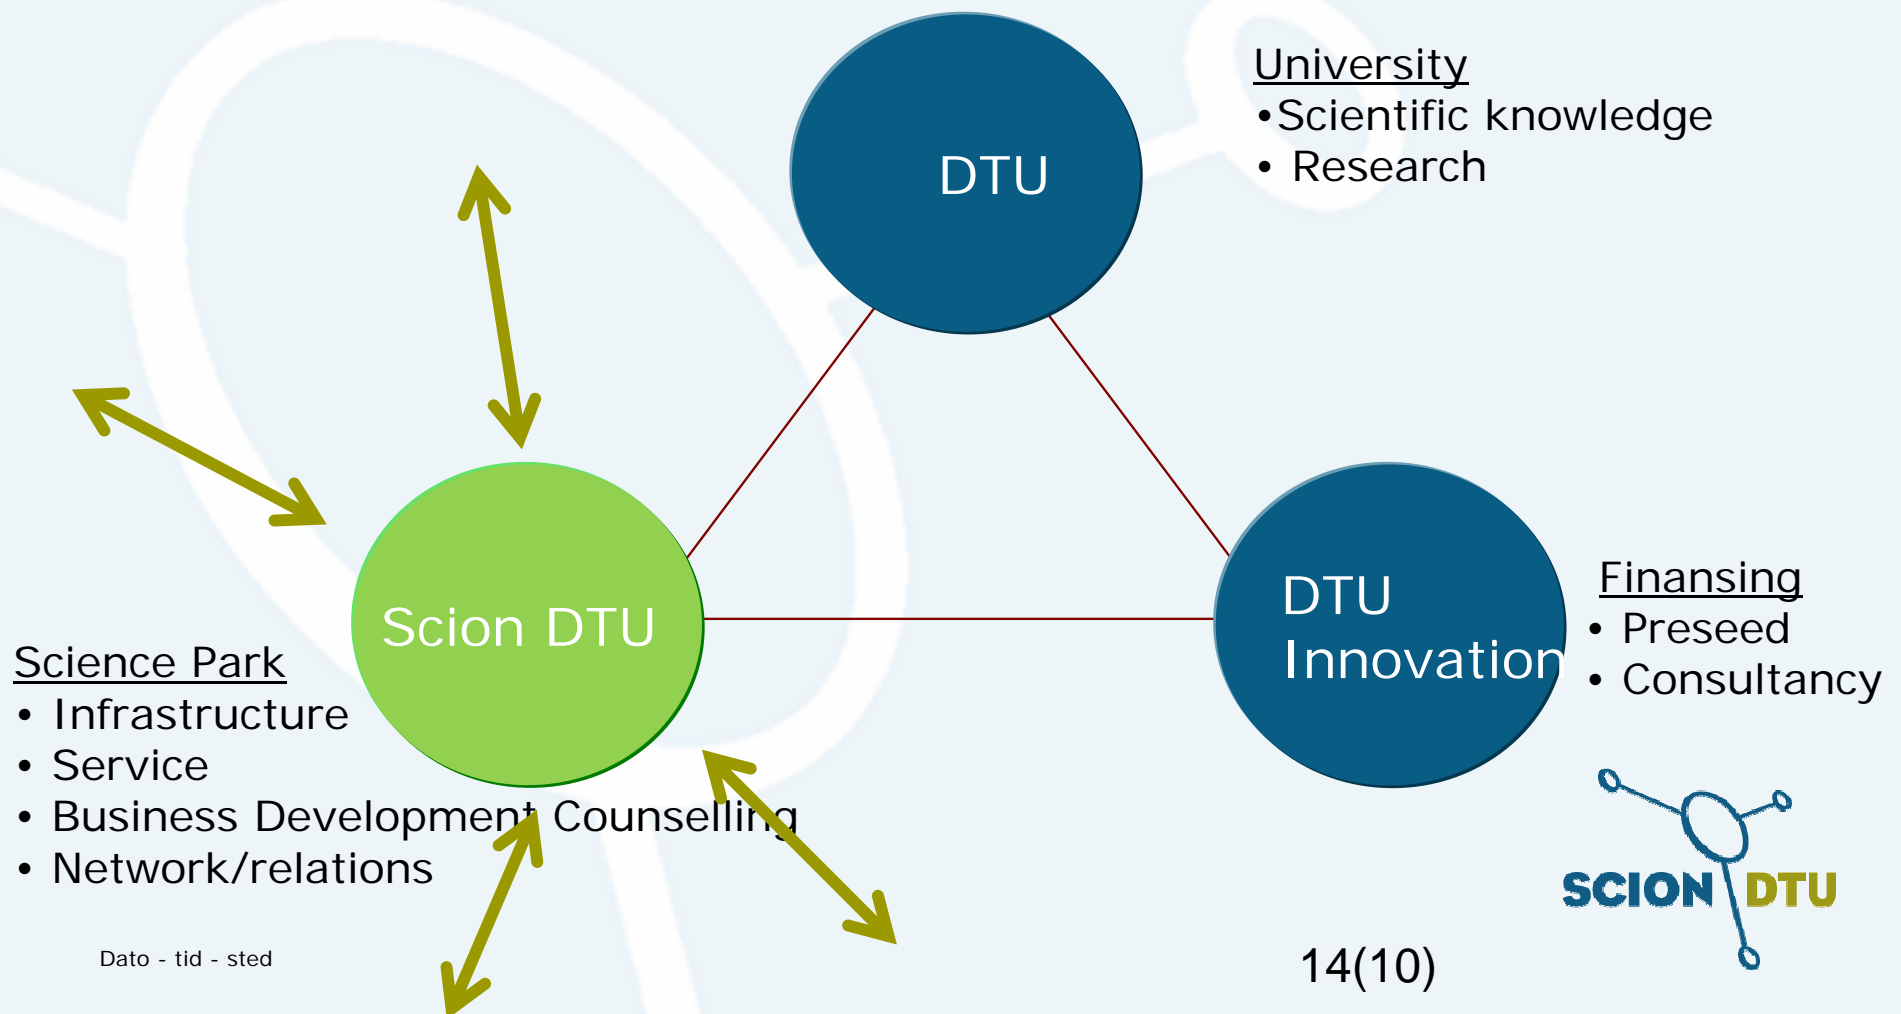 University
•Scientific knowledge
• Research
DTU
Scion DTU
DTU
Innovation
Finansing
• Preseed
• Consultancy
Science Park
• Infrastructure
• Service
• Business Development Counselling
• Network/relations
SCION DTU
Dato - tid - sted
14(10)